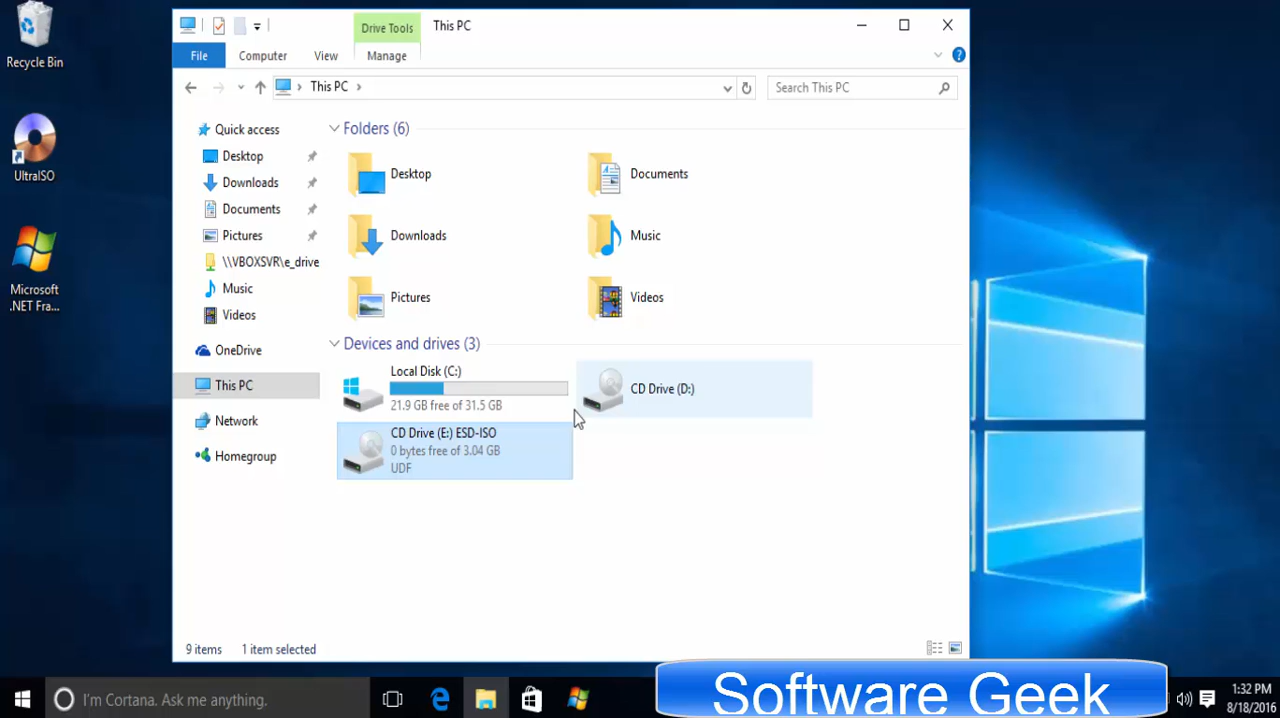 Recycle Bin
UltraISO
Microsoft
.NET Fra...
Drive Tools
This PC
File
Computer
View
Manage
This PC
Search This PC
Quick access
Desktop
Downloads
Documents
Pictures
\\VBOXSVR\e_drive
Music
Videos
OneDrive
This PC
Network
Homegroup
Folders (6)
Desktop
Documents
Downloads
Music
Pictures
Videos
Devices and drives (3)
Local Disk (C:)
21.9 GB free of 31.5 GB
CD Drive (D:)
CD Drive (E:) ESD-ISO
0 bytes free of 3.04 GB
UDF
9 items
1 item selected
I'm Cortana. Ask me anything.
Software Geek
1:32 PM
8/18/2016